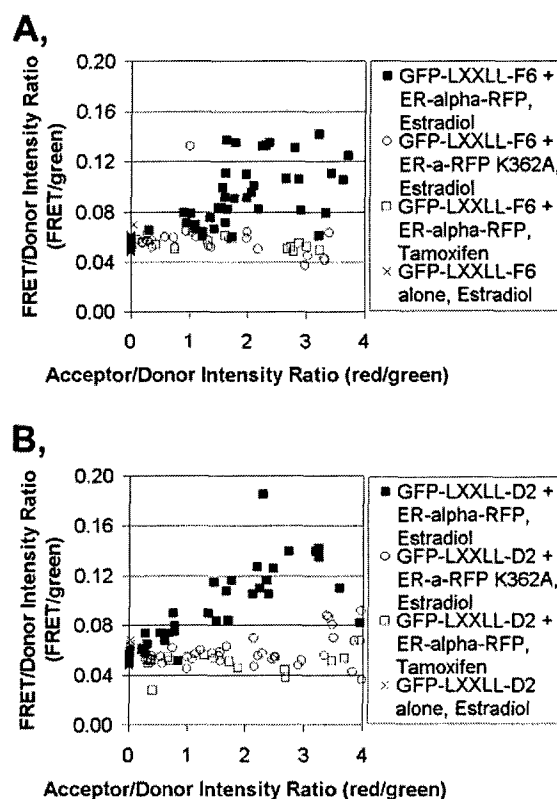 A,
FRET/Donor Intensity Ratio
(FRET/green)
0.20
0.16
0.12
0.08
0.04
0.00
0 1 2 3 4
Acceptor/Donor Intensity Ratio (red/green)
GFP-LXXLL-F6 +
ER-alpha-RFP,
Estradiol
GFP-LXXLL-F6 +
ER-a-RFP K362A,
Estradiol
GFP-LXXLL-F6 +
ER-alpha-RFP,
Tamoxifen
GFP-LXXLL-F6
alone, Estradiol
B,
FRET/Donor Intensity Ratio
(FRET/green)
0.20
0.16
0.12
0.08
0.04
0.00
0 1 2 3 4
Acceptor/Donor Intensity Ratio (red/green)
GFP-LXXLL-D2 +
ER-alpha-RFP,
Estradiol
GFP-LXXLL-D2 +
ER-a-RFP K362A,
Estradiol
GFP-LXXLL-D2 +
ER-alpha-RFP,
Tamoxifen
GFP-LXXLL-D2
alone, Estradiol